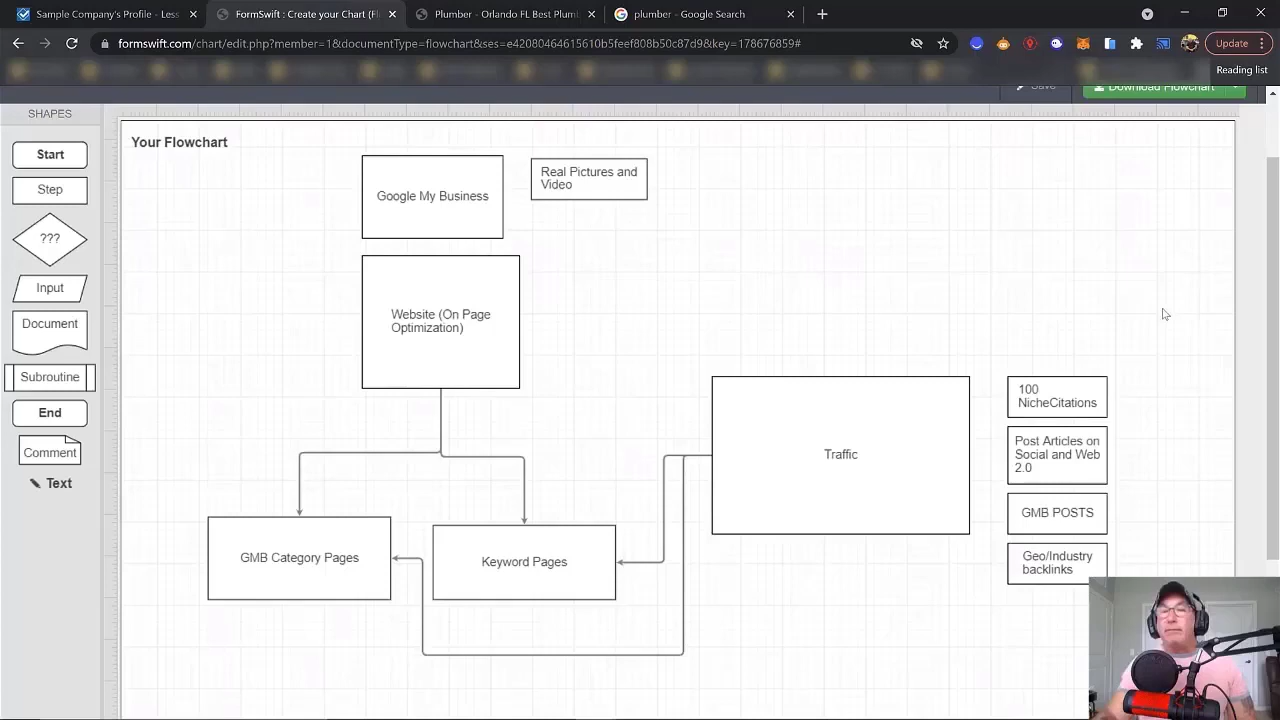 Sample Company's Profile - Less
FormSwift : Create your Chart (Fl
Plumber - Orlando FL Best Plum
plumber - Google Search
formswift.com/chart/edit.php?member=1&documentType=flowchart&ses=e42080464615610b5feef808b50c87d9&key=178676859#
Update
Reading list
SHAPES
Save
Download Flowchart
Start
Step
???
Input
Document
Subroutine
End
Comment
Text
Your Flowchart
Google My Business
Real Pictures and
Video
Website (On Page
Optimization)
Traffic
100
NicheCitations
Post Articles on
Social and Web
2.0
GMB POSTS
Geo/Industry
backlinks
GMB Category Pages
Keyword Pages